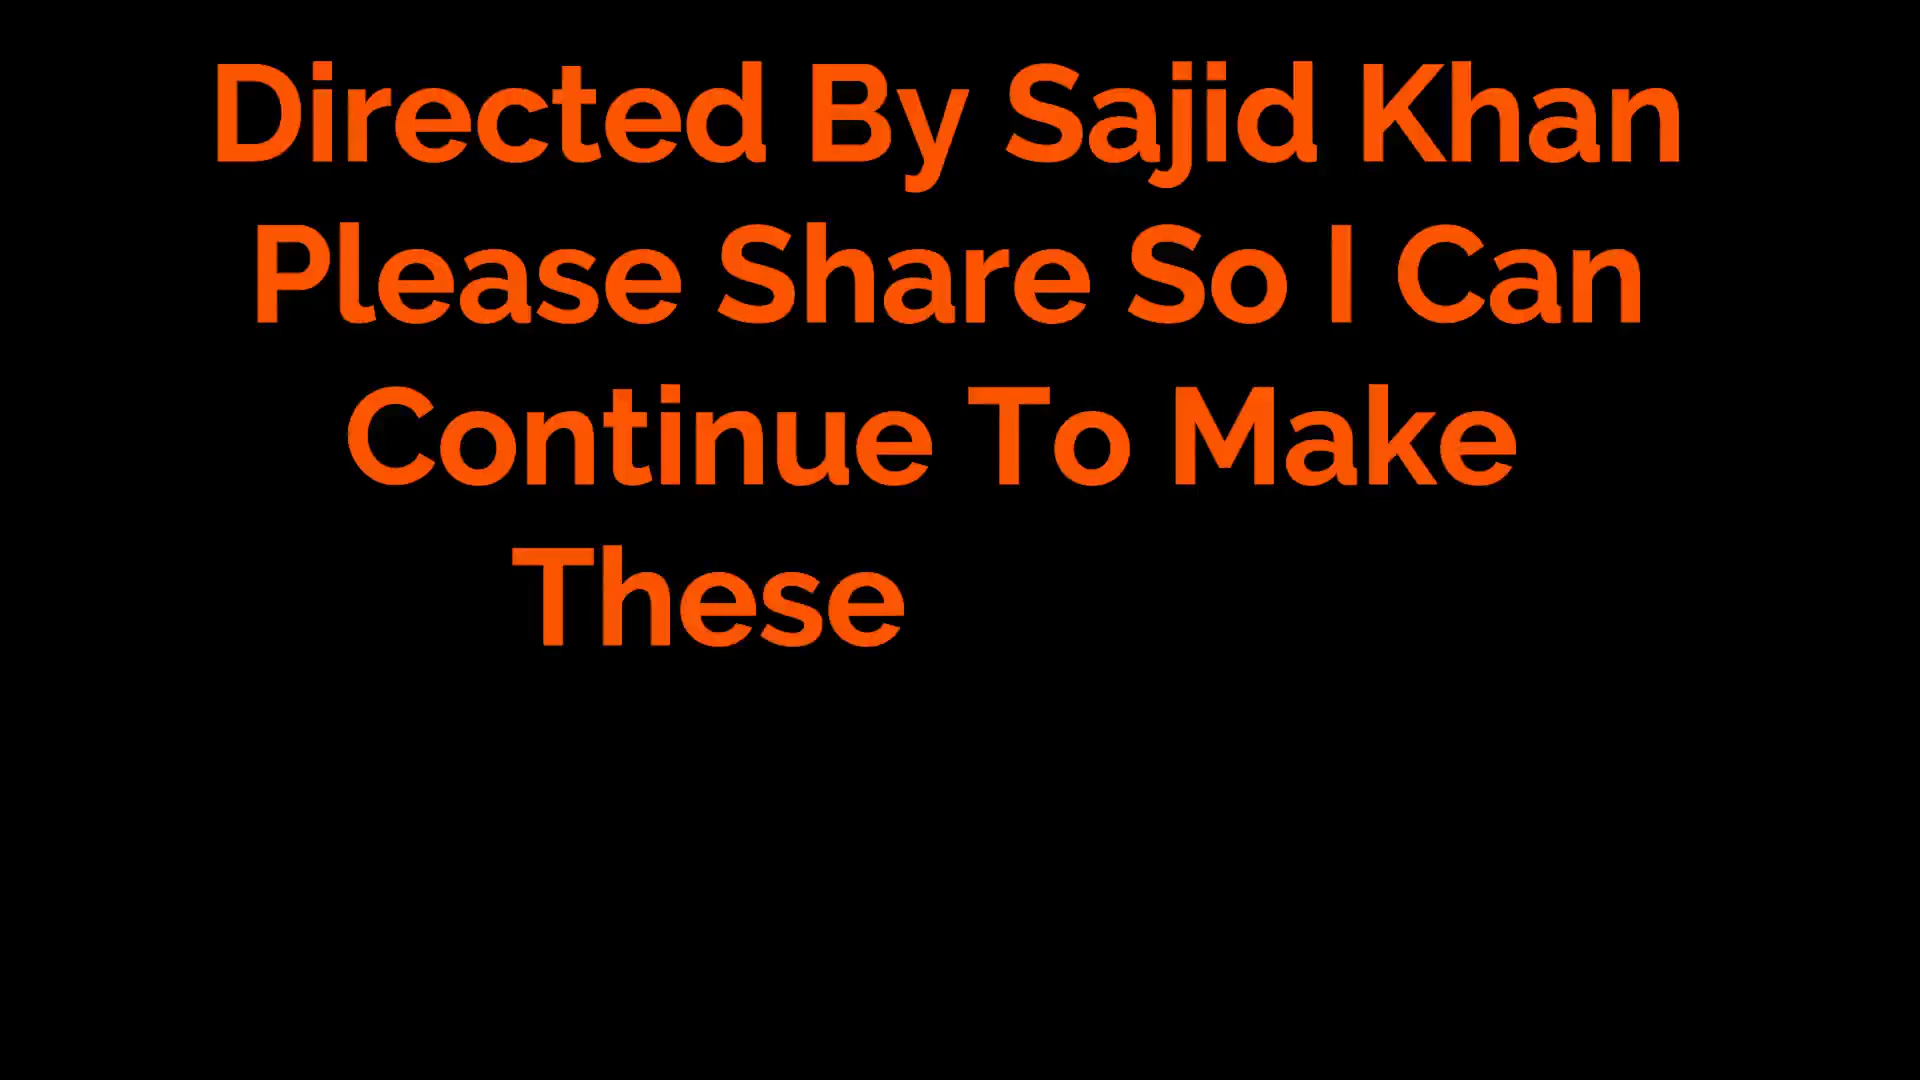 Directed By Sajid Khan
Please Share So I Can
Continue To Make
These